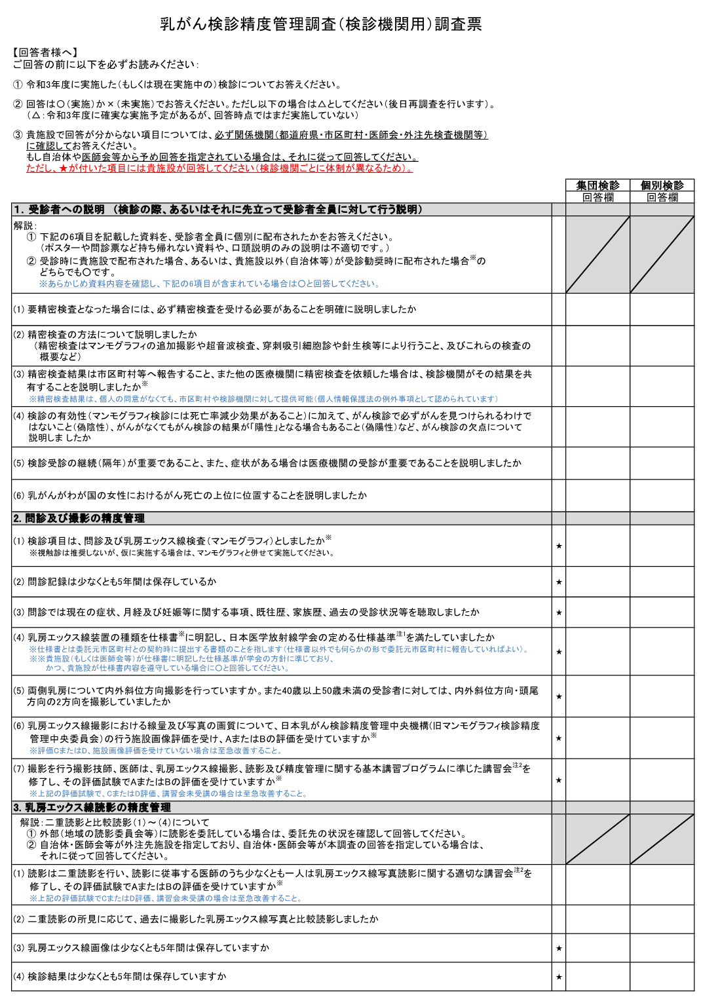 乳がん検診精度管理調査（検診機関用）調査票
【回答者様へ】
ご回答の前に以下を必ずお読みください：
① 令和3年度に実施した（もしくは現在実施中の）検診についてお答えください。
② 回答は○（実施）か×（未実施）でお答えください。ただし以下の場合は△としてください（後日再調査を行います）。
（△：令和3年度に確実な実施予定があるが、回答時点ではまだ実施していない）
③ 貴施設で回答が分からない項目については、必ず関係機関（都道府県・市区町村・医師会・外注先検査機関等）
に確認してお答えください。
もし自治体や医師会等から予め回答を指定されている場合は、それに従って回答してください。
ただし、★が付いた項目には貴施設が回答してください（検診機関ごとに体制が異なるため）。
集団検診 個別検診
回答欄 回答欄
1．受診者への説明 （検診の際、あるいはそれに先立って受診者全員に対して行う説明）
解説：
① 下記の6項目を記載した資料を、受診者全員に個別に配布されたかをお答えください。
（ポスターや問診票など持ち帰れない資料や、口頭説明のみの説明は不適切です。）
② 受診時に貴施設で配布された場合、あるいは、貴施設以外（自治体等）が受診勧奨時に配布された場合※の
どちらでも○です。
※あらかじめ資料内容を確認し、下記の6項目が含まれている場合は○と回答してください。
(1) 要精密検査となった場合には、必ず精密検査を受ける必要があることを明確に説明しましたか
(2) 精密検査の方法について説明しましたか
（精密検査はマンモグラフィの追加撮影や超音波検査、穿刺吸引細胞診や針生検等により行うこと、及びこれらの検査の
概要など）
(3) 精密検査結果は市区町村等へ報告すること、また他の医療機関に精密検査を依頼した場合は、検診機関がその結果を共
有することを説明しましたか※
※精密検査結果は、個人の同意がなくても、市区町村や検診機関に対して提供可能（個人情報保護法の例外事項として認められています）
(4) 検診の有効性（マンモグラフィ検診には死亡率減少効果があること）に加えて、がん検診で必ずがんを見つけられるわけで
はないこと（偽陰性）、がんがなくてもがん検診の結果が「陽性」となる場合もあること（偽陽性）など、がん検診の欠点について
説明しま したか
(5) 検診受診の継続（隔年）が重要であること、また、症状がある場合は医療機関の受診が重要であることを説明しましたか
(6) 乳がんがわが国の女性におけるがん死亡の上位に位置することを説明しましたか
2. 問診及び撮影の精度管理
(1) 検診項目は、問診及び乳房エックス線検査（マンモグラフィ）としましたか※ ★
※視触診は推奨しないが、仮に実施する場合は、マンモグラフィと併せて実施してください。
(2) 問診記録は少なくとも5年間は保存しているか ★
(3) 問診では現在の症状、月経及び妊娠等に関する事項、既往歴、家族歴、過去の受診状況等を聴取しましたか ★
(4) 乳房エックス線装置の種類を仕様書※に明記し、日本医学放射線学会の定める仕様基準注1を満たしていましたか ★
※仕様書とは委託元市区町村との契約時に提出する書類のことを指します（仕様書以外でも何らかの形で委託元市区町村に報告していればよい）。
※※貴施設（もしくは医師会等）が仕様書に明記した仕様基準が学会の方針に準じており、
かつ、貴施設が仕様書内容を遵守している場合に○と回答してください。
(5) 両側乳房について内外斜位方向撮影を行っていますか。また40歳以上50歳未満の受診者に対しては、内外斜位方向・頭尾 ★
方向の2方向を撮影していましたか
(6) 乳房エックス線撮影における線量及び写真の画質について、日本乳がん検診精度管理中央機構（旧マンモグラフィ検診精度 ★
管理中央委員会）の行う施設画像評価を受け、AまたはBの評価を受けていますか※
※評価CまたはD、施設画像評価を受けていない場合は至急改善すること。
(7) 撮影を行う撮影技師、医師は、乳房エックス線撮影、読影及び精度管理に関する基本講習プログラムに準じた講習会注2を ★
修了し、その評価試験でAまたはBの評価を受けていますか※
※上記の評価試験で、CまたはD評価、講習会未受講の場合は至急改善すること。
3. 乳房エックス線読影の精度管理
解説：二重読影と比較読影（1）～（4）について
① 外部（地域の読影委員会等）に読影を委託している場合は、委託先の状況を確認して回答してください。
② 自治体・医師会等が外注先施設を指定しており、自治体・医師会等が本調査の回答を指定している場合は、
それに従って回答してください。
(1) 読影は二重読影を行い、読影に従事する医師のうち少なくとも一人は乳房エックス線写真読影に関する適切な講習会注2を
修了し、その評価試験でAまたはBの評価を受けていますか※
※上記の評価試験でCまたはD評価、講習会未受講の場合は至急改善すること。
(2) 二重読影の所見に応じて、過去に撮影した乳房エックス線写真と比較読影しましたか
(3) 乳房エックス線画像は少なくとも5年間は保存していますか ★
(4) 検診結果は少なくとも5年間は保存していますか ★